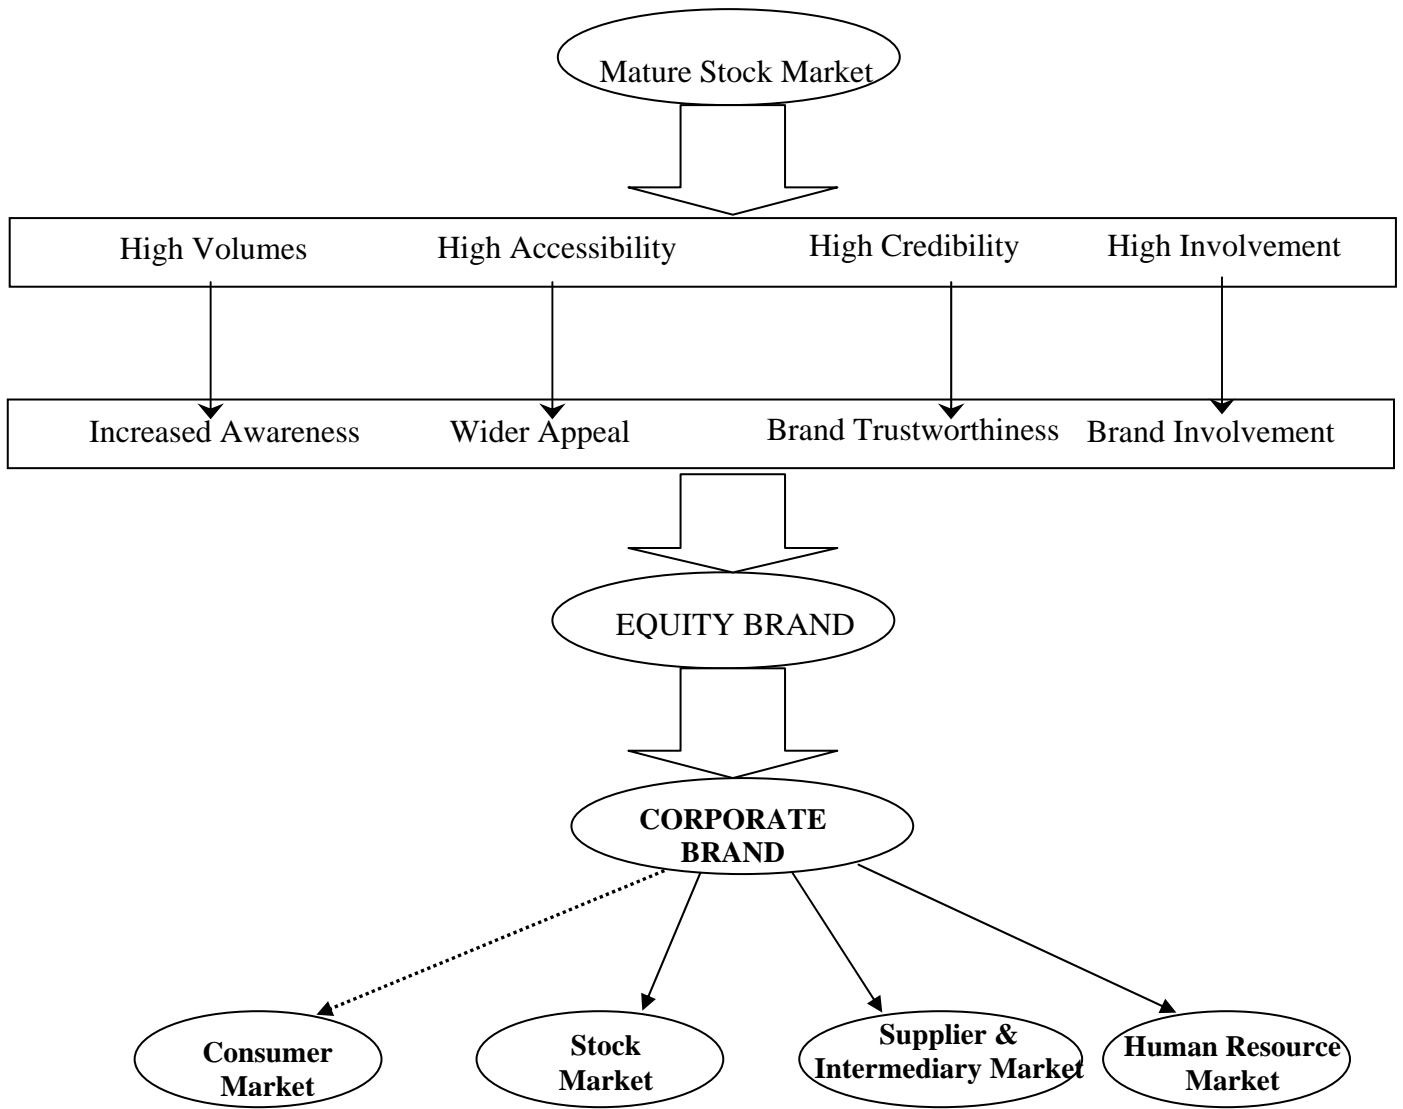 Mature Stock Market
High Volumes
High Accessibility
High Credibility
High Involvement
Increased Awareness
Wider Appeal
Brand Trustworthiness
Brand Involvement
EQUITY BRAND
CORPORATE
BRAND
Consumer
Market
Stock
Market
Supplier &
Intermediary Market
Human Resource
Market